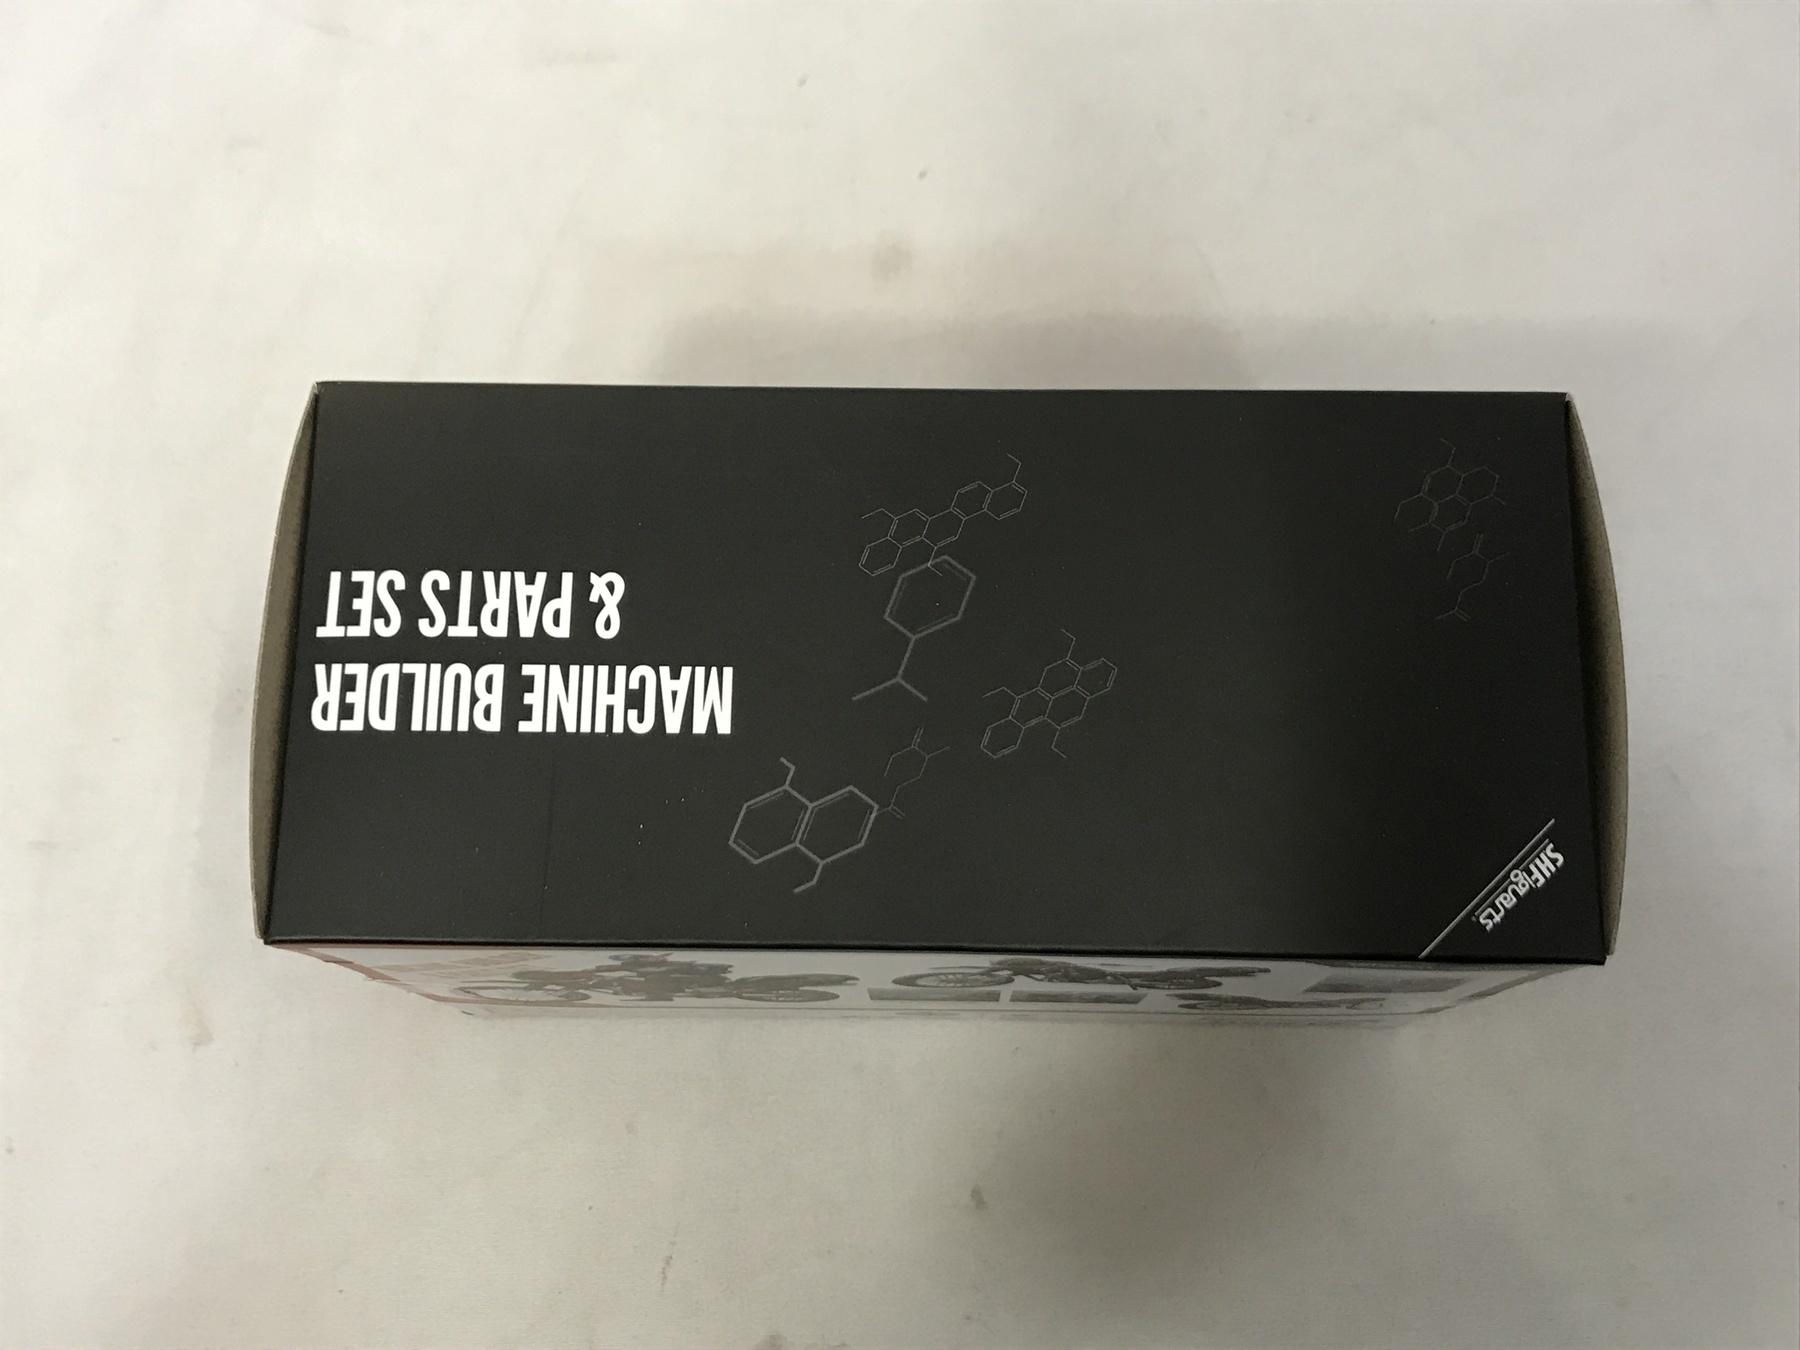 MACHINE BUILDER
& PARTS SET
S.H.Figuarts